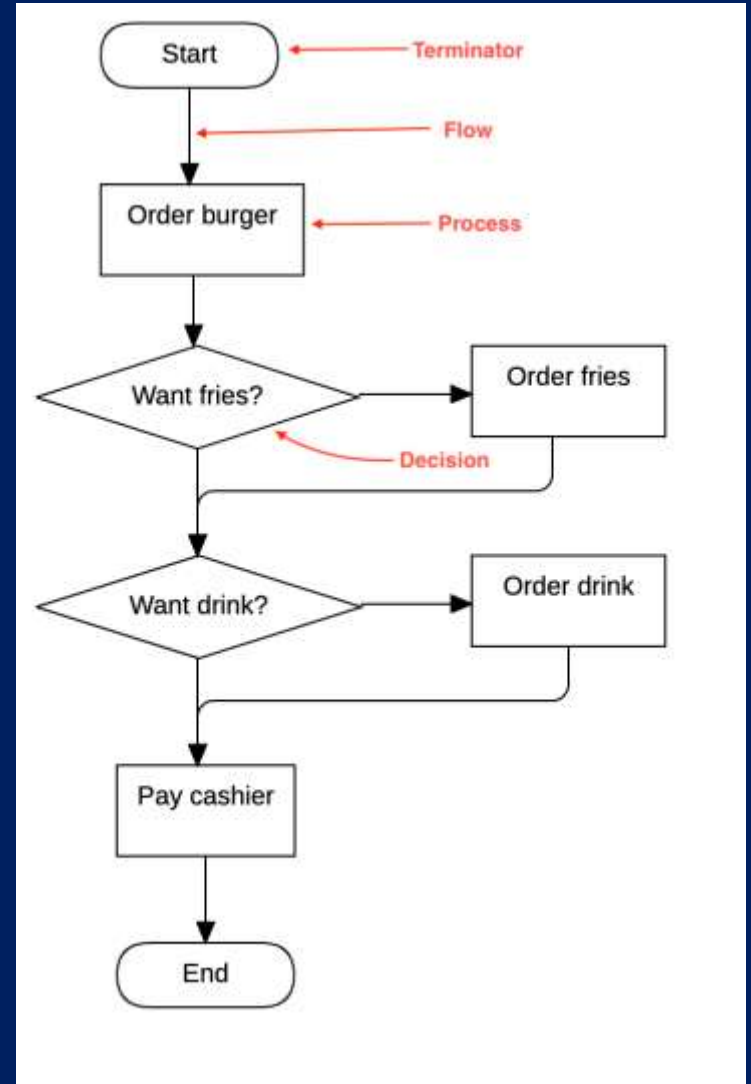 Start
Terminator
Flow
Order burger
Process
Want fries?
Order fries
Decision
Want drink?
Order drink
Pay cashier
End